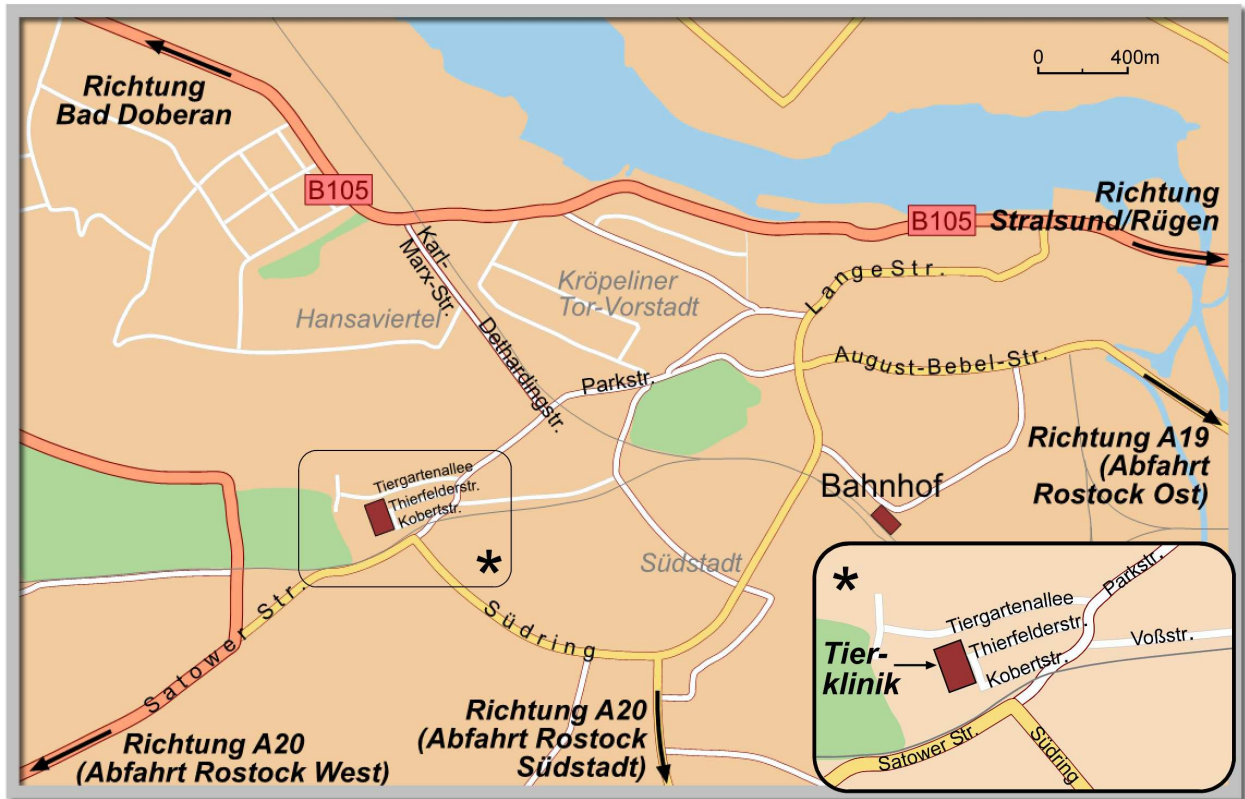 0 400m
Richtung
Bad Doberan
B105
Richtung
Stralsund/Rügen
B105
Karl-
Marx-Str.
Kröpeliner
Tor-Vorstadt
Lange Str.
Hansaviertel
Dethardingstr.
August-Bebel-Str.
Parkstr.
Richtung A19
(Abfahrt
Rostock Ost)
Tiergartenallee
Thierfelderstr.
Kobertstr.
Bahnhof
*
Südstadt
Satower Str.
Südring
Richtung A20
(Abfahrt Rostock West)
Richtung A20
(Abfahrt Rostock
Südstadt)
*
Parkstr.
Tiergartenallee
Thierfelderstr.
Voßstr.
Tier-
klinik
Kobertstr.
Satower Str.
Südring